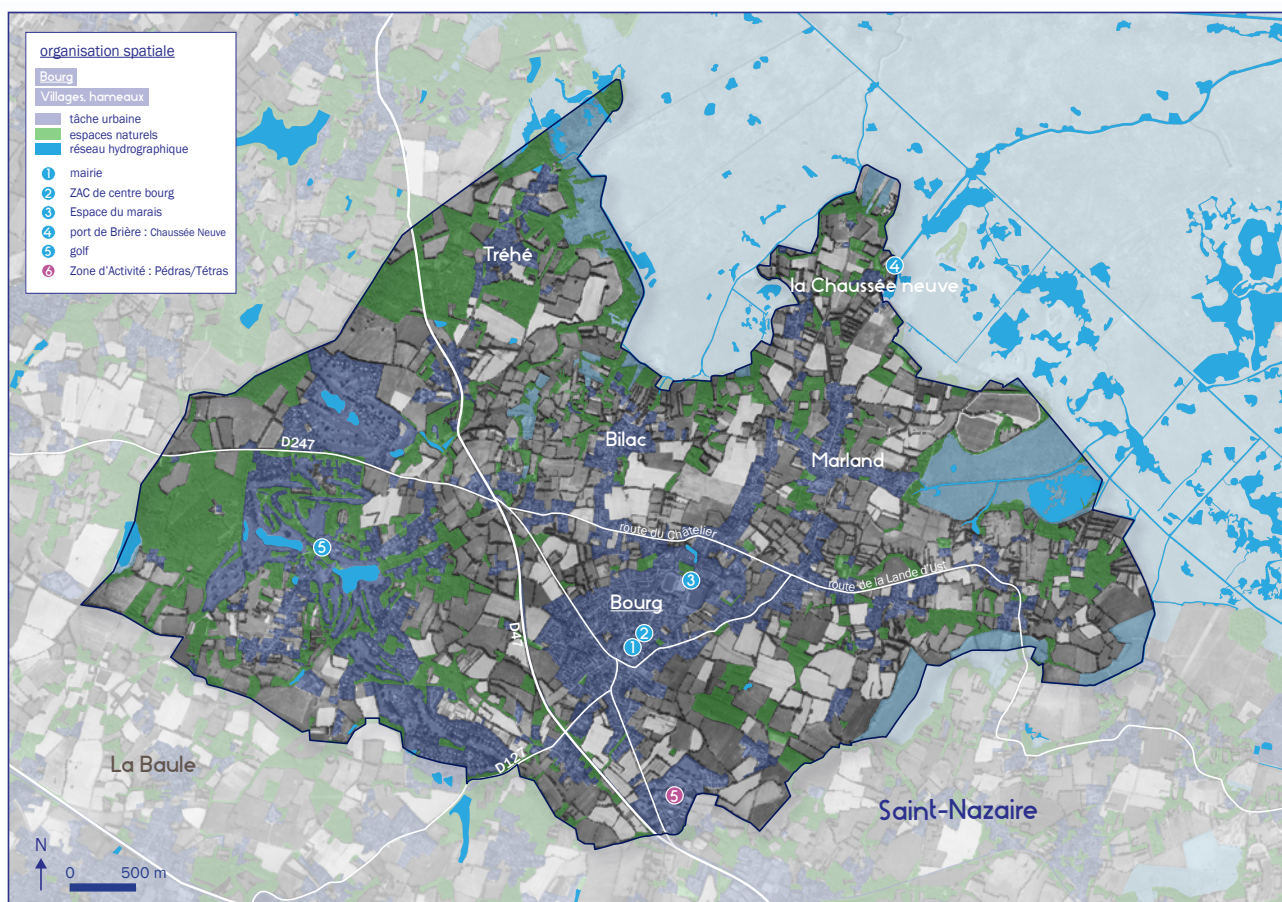 organisation spatiale
Bourg
Villages, hameaux
tâche urbaine
espaces naturels
réseau hydrographique
1 mairie
2 ZAC de centre bourg
3 Espace du marais
4 port de Brière : Chaussée Neuve
5 golf
6 Zone d'Activité : Pédras/Tétras
Tréhé
4
la Chaussée neuve
D247
Bilac
Marland
route du Châtelier
5
3
route de la Lande d'Ust
Bourg
D47
2
1
La Baule
D127
5
Saint-Nazaire
N
0 500 m